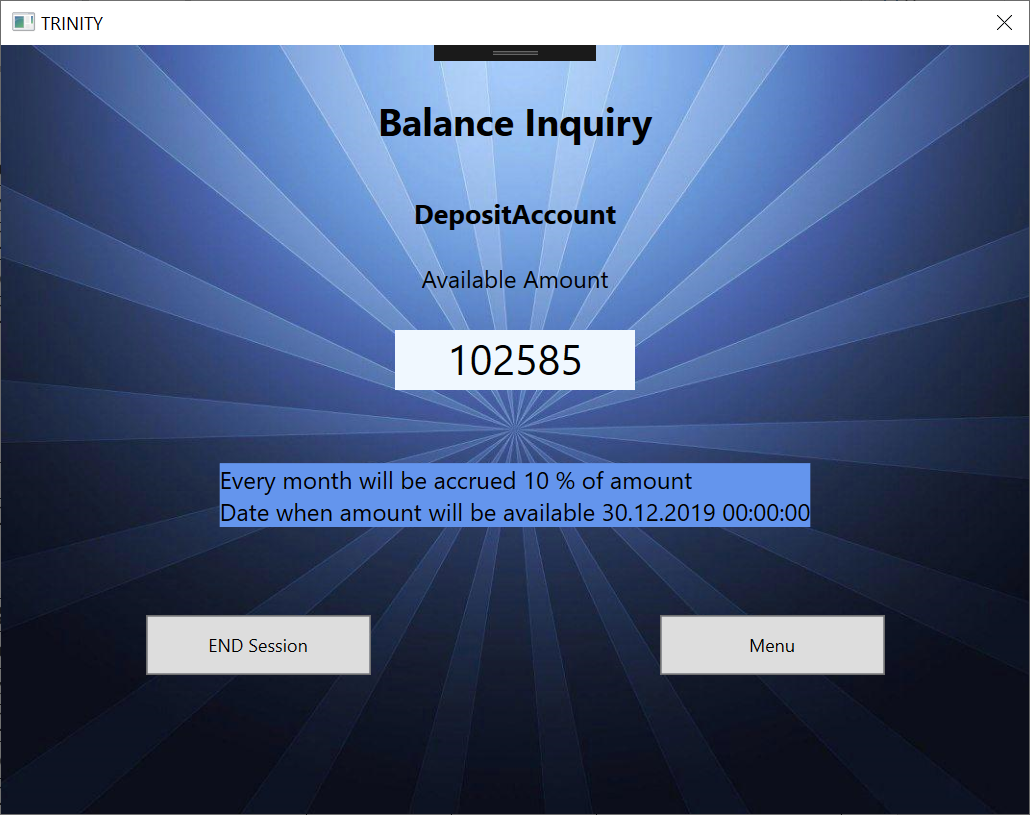 TRINITY
Balance Inquiry
DepositAccount
Available Amount
102585
Every month will be accrued 10 % of amount
Date when amount will be available 30.12.2019 00:00:00
END Session
Menu